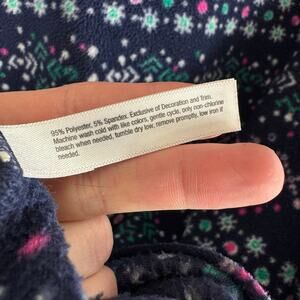 95% Polyester, 5% Spandex. Exclusive of Decoration and Trim.
Machine wash cold with like colors, gentle cycle, only non-chlorine
bleach when needed, tumble dry low, remove promptly, low iron if
needed.